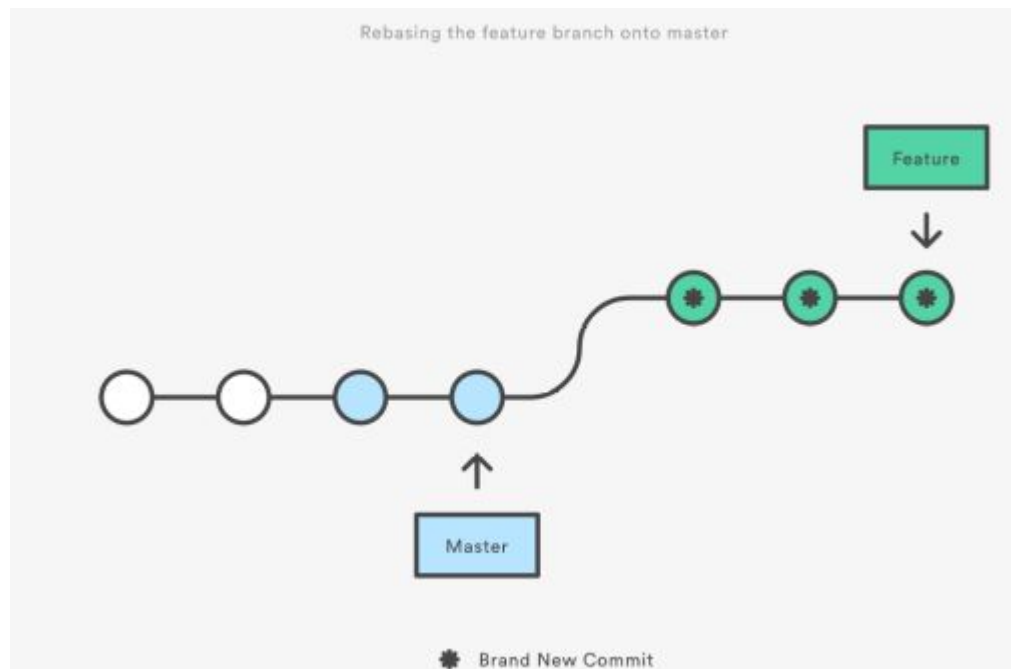 Rebasing the feature branch onto master
Feature
Master
Brand New Commit